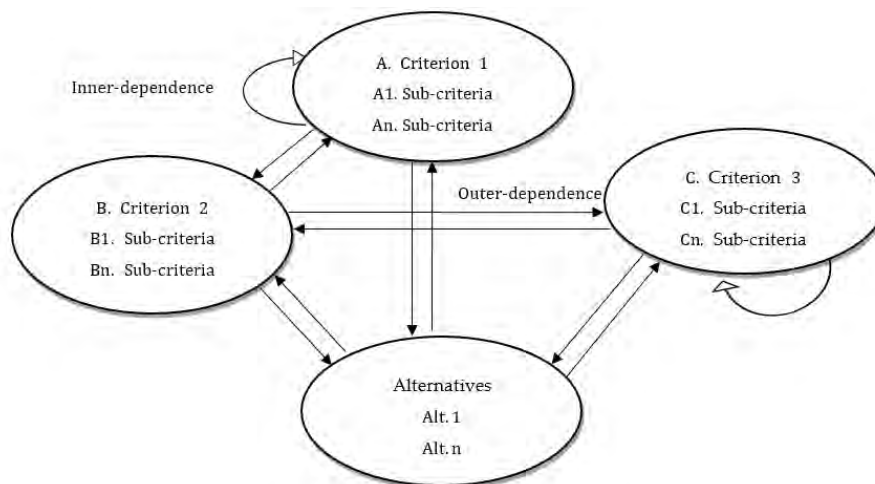 Inner-dependence
A. Criterion 1
A1. Sub-criteria
An. Sub-criteria
B. Criterion 2
B1. Sub-criteria
Bn. Sub-criteria
Outer-dependence
C. Criterion 3
C1. Sub-criteria
Cn. Sub-criteria
Alternatives
Alt. 1
Alt. n